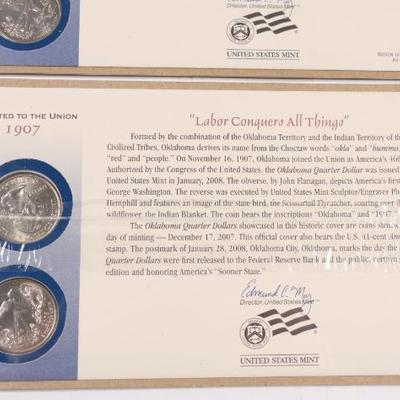 Director, United States
UNITED STATES MINT
TED TO THE UNION
1907
"Labor Conquers All Things"
Formed by the combination of the Oklahoma Territory and the Indian Territory of the
Civilized Tribes, Oklahoma derives its name from the Choctaw words "okla" and "humma,
"red" and "people." On November 16, 1907, Oklahoma joined the Union as America's 46
Authorized by the Congress of the United States, the Oklahoma Quarter Dollar was issued
United States Mint in January, 2008. The obverse, by John Flanagan, depicts America's first
George Washington. The reverse was executed by United States Mint Sculptor/Engraver Ph
Hemphill and features an image of the state bird, the Scissortail Flycatcher, soaring over th
wildflower, the Indian Blanket. The coin bears the inscriptions "Oklahoma" and "1907."
The Oklahoma Quarter Dollars showcased in this historic cover are coins struck
day of minting — December 17, 2007. This official cover also bears the U.S. 41-cent Am
stamp. The postmark of January 28, 2008, Oklahoma City, Oklahoma, marks the day the
Quarter Dollars were first released to the Federal Reserve Bank and the public, certifyi
edition and honoring America's "Sooner State."
Edmund C. Moy
Director, United States Mint
UNITED STATES MINT